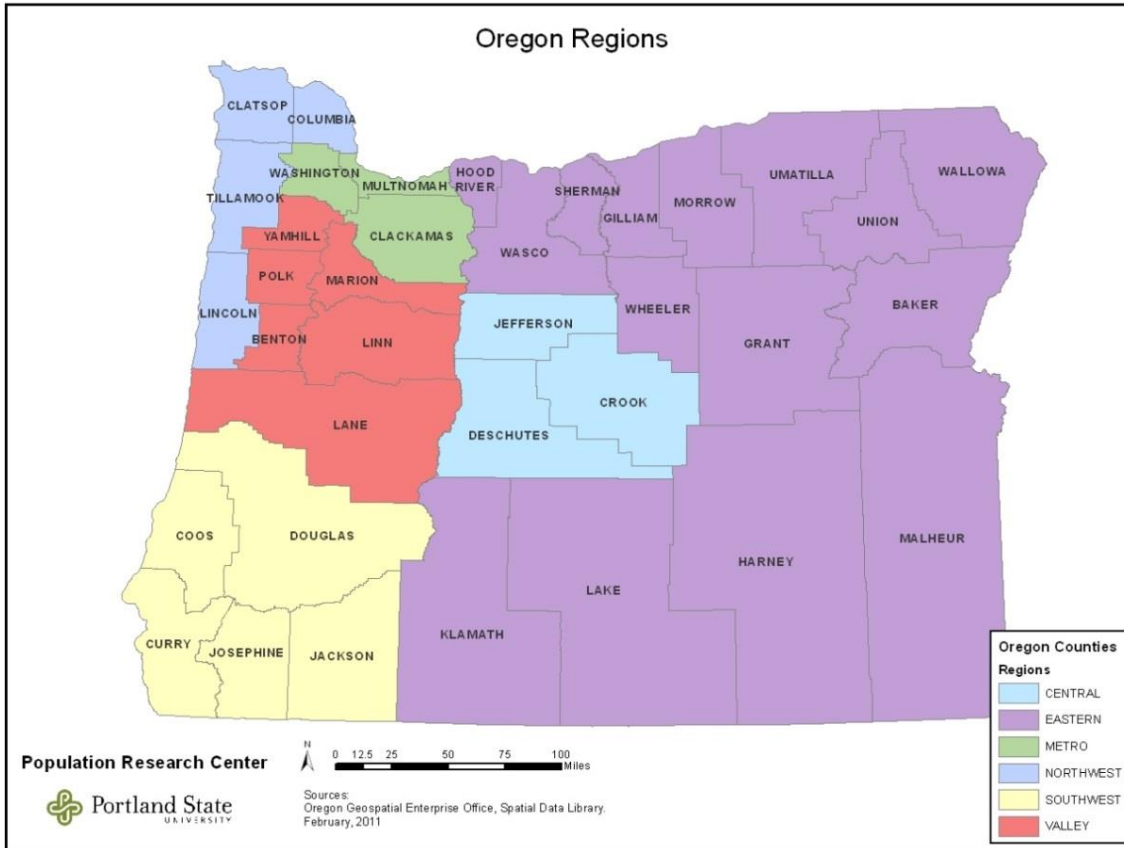 Oregon Regions
CLATSOP
COLUMBIA
WASHINGTON
TILLAMOOK
MULTNOMAH
HOOD
RIVER
SHERMAN
GILLIAM
MORROW
UMATILLA
WALLOWA
UNION
YAMHILL
CLACKAMAS
WASCO
POLK
MARION
LINCOLN
BENTON
LINN
JEFFERSON
WHEELER
GRANT
BAKER
CROOK
LANE
DESCHUTES
COOS
DOUGLAS
HARNEY
MALHEUR
LAKE
KLAMATH
CURRY
JOSEPHINE
JACKSON
Oregon Counties
Regions
CENTRAL
EASTERN
METRO
NORTHWEST
SOUTHWEST
VALLEY
Population Research Center
N
0 12.5 25 50 75 100
Miles
Portland State
UNIVERSITY
Sources:
Oregon Geospatial Enterprise Office, Spatial Data Library.
February, 2011